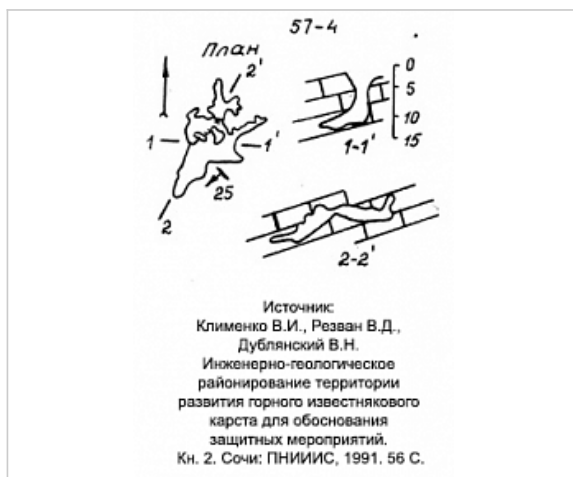 57-4
План
2'
0
5
10
15
1
1'
1-1'
25
2
2-2'
Источник:
Клименко В.И., Резван В.Д.,
Дублянский В.Н.
Инженерно-геологическое
районирование территории
развития горного известнякового
карста для обоснования
защитных мероприятий.
Кн. 2. Сочи: ПНИИИС, 1991. 56 С.